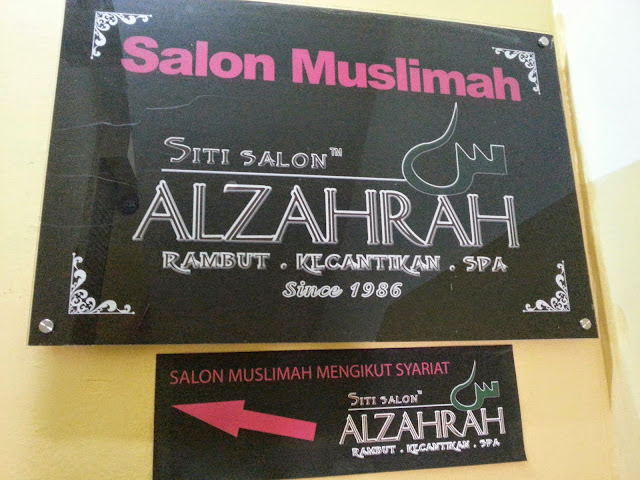 Salon Muslimah
SITI SALON™
ALZAHRAH
RAMBUT . KECANTIKAN . SPA
Since 1986
SALON MUSLIMAH MENGIKUT SYARIAT
SITI SALON™
ALZAHRAH
RAMBUT . KECANTIKAN . SPA